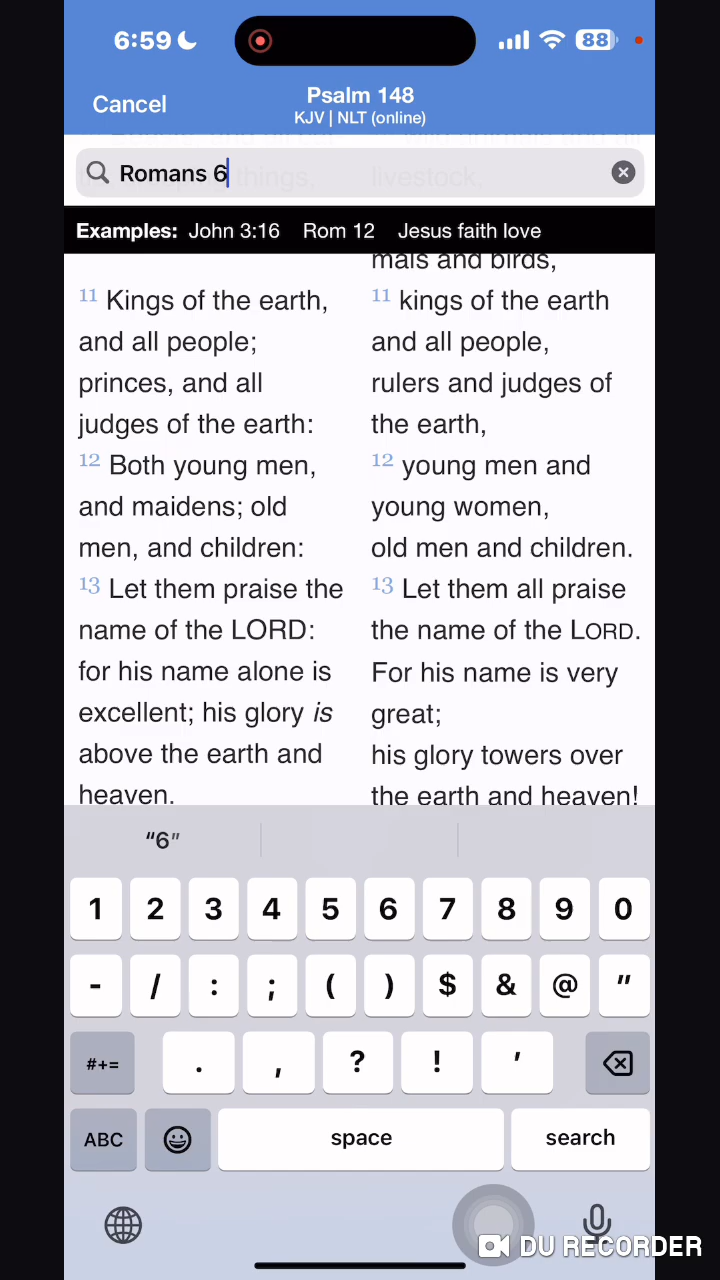 6:59
88
Cancel
Psalm 148
KJV | NLT (online)
Romans 6
Examples: John 3:16 Rom 12 Jesus faith love
11 Kings of the earth,
and all people;
princes, and all
judges of the earth:
12 Both young men,
and maidens; old
men, and children:
13 Let them praise the
name of the LORD:
for his name alone is
excellent; his glory is
above the earth and
heaven.
mals and birds,
11 kings of the earth
and all people,
rulers and judges of
the earth,
12 young men and
young women,
old men and children.
13 Let them all praise
the name of the LORD.
For his name is very
great;
his glory towers over
the earth and heaven!
“6”
1 2 3 4 5 6 7 8 9 0
- / : ; ( ) $ & @ "
#+= . , ? ! '
ABC space search
DU RECORDER